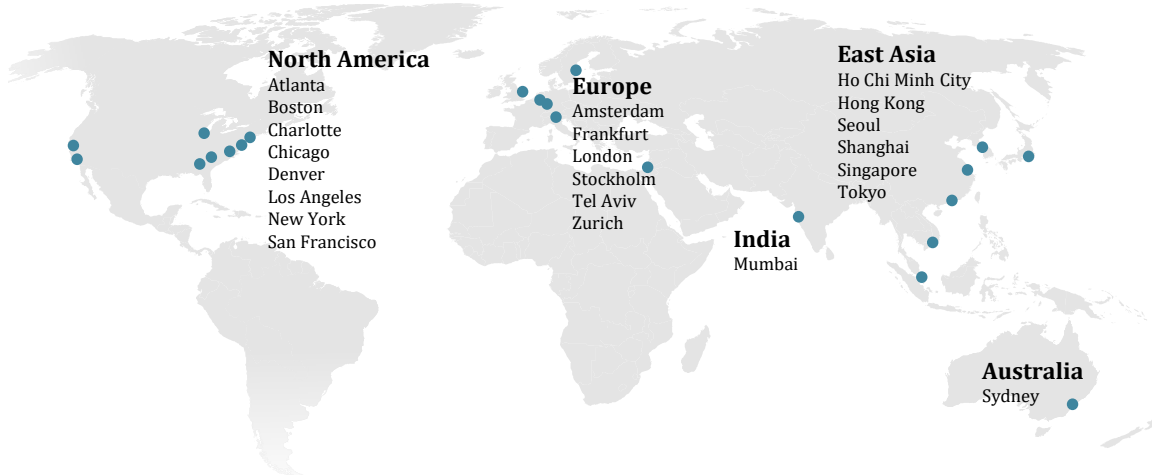 North America
Atlanta
Boston
Charlotte
Chicago
Denver
Los Angeles
New York
San Francisco
Europe
Amsterdam
Frankfurt
London
Stockholm
Tel Aviv
Zurich
India
Mumbai
East Asia
Ho Chi Minh City
Hong Kong
Seoul
Shanghai
Singapore
Tokyo
Australia
Sydney